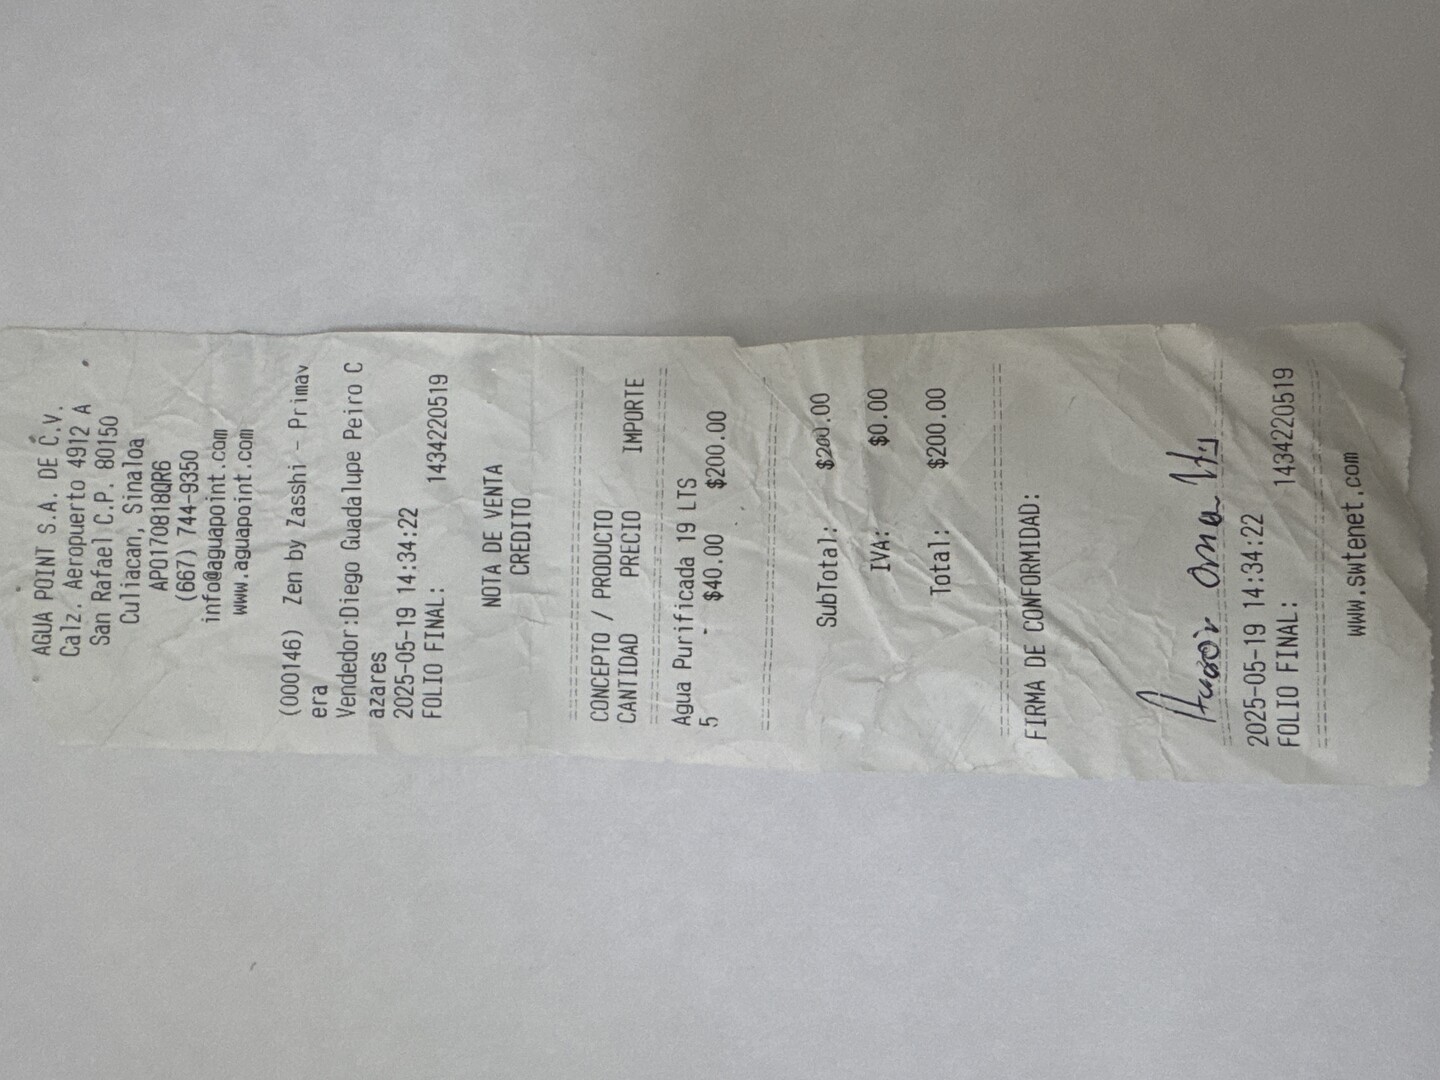 AGUA POINT S.A. DE C.V.
Calz. Aeropuerto 4912 A
San Rafael C.P. 80150
Culiacan, Sinaloa
APO170818QR6
(667) 744-9350
info@aguapoint.com
www.aguapoint.com
(000146) Zen by Zasshi - Primav
era
Vendedor:Diego Guadalupe Peiro C
azares
2025-05-19 14:34:22
FOLIO FINAL: 1434220519
NOTA DE VENTA
CREDITO
CONCEPTO / PRODUCTO
CANTIDAD PRECIO IMPORTE
Agua Purificada 19 LTS
5 $40.00 $200.00
SubTotal: $200.00
IVA: $0.00
Total: $200.00
FIRMA DE CONFORMIDAD:
2025-05-19 14:34:22
FOLIO FINAL: 1434220519
www.swtenet.com